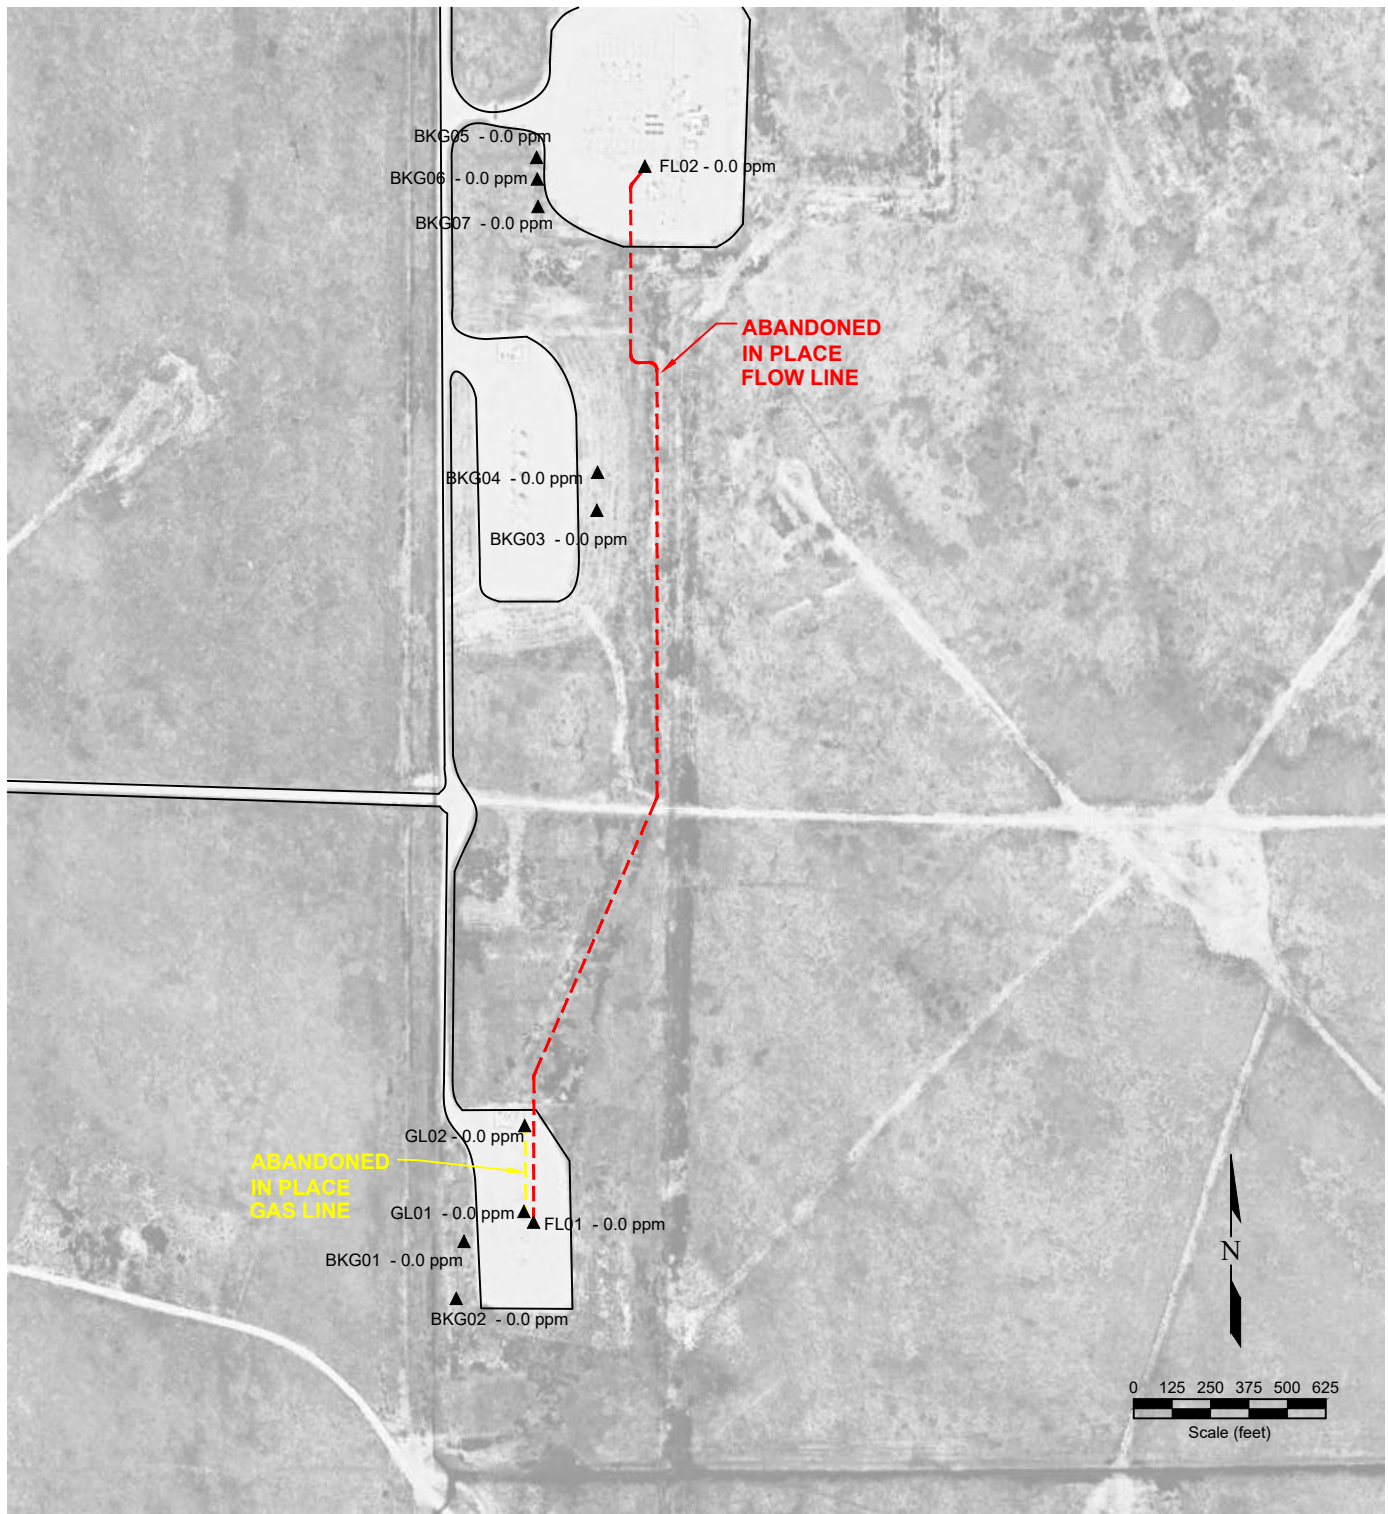 BKG05 - 0.0 ppm
FL02 - 0.0 ppm
BKG06 - 0.0 ppm
BKG07 - 0.0 ppm
ABANDONED
IN PLACE
FLOW LINE
BKG04 - 0.0 ppm
BKG03 - 0.0 ppm
GL02 - 0.0 ppm
ABANDONED
IN PLACE
GAS LINE
GL01 - 0.0 ppm
FL01 - 0.0 ppm
BKG01 - 0.0 ppm
BKG02 - 0.0 ppm
N
0 125 250 375 500 625
Scale (feet)